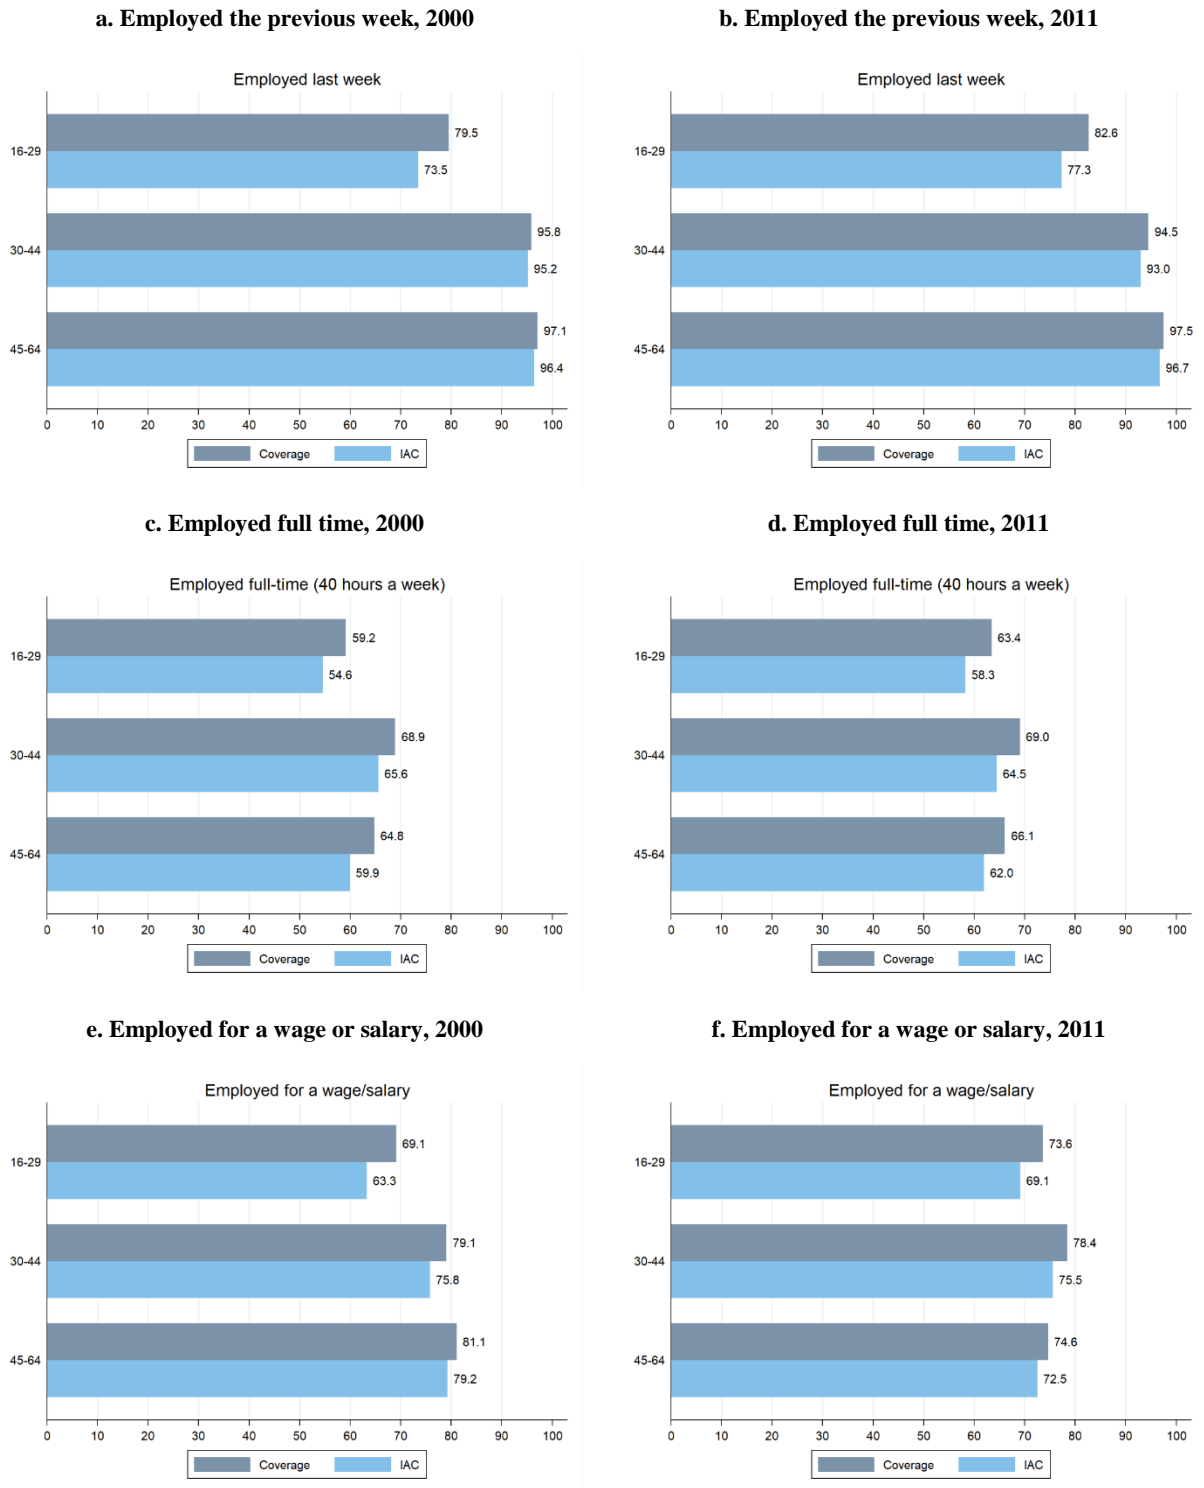 a. Employed the previous week, 2000
Employed last week
16-29
79.5
73.5
30-44
95.8
95.2
45-64
97.1
96.4
0 10 20 30 40 50 60 70 80 90 100
Coverage IAC
b. Employed the previous week, 2011
Employed last week
16-29
82.6
77.3
30-44
94.5
93.0
45-64
97.5
96.7
0 10 20 30 40 50 60 70 80 90 100
Coverage IAC
c. Employed full time, 2000
Employed full-time (40 hours a week)
16-29
59.2
54.6
30-44
68.9
65.6
45-64
64.8
59.9
0 10 20 30 40 50 60 70 80 90 100
Coverage IAC
d. Employed full time, 2011
Employed full-time (40 hours a week)
16-29
63.4
58.3
30-44
69.0
64.5
45-64
66.1
62.0
0 10 20 30 40 50 60 70 80 90 100
Coverage IAC
e. Employed for a wage or salary, 2000
Employed for a wage/salary
16-29
69.1
63.3
30-44
79.1
75.8
45-64
81.1
79.2
0 10 20 30 40 50 60 70 80 90 100
Coverage IAC
f. Employed for a wage or salary, 2011
Employed for a wage/salary
16-29
73.6
69.1
30-44
78.4
75.5
45-64
74.6
72.5
0 10 20 30 40 50 60 70 80 90 100
Coverage IAC